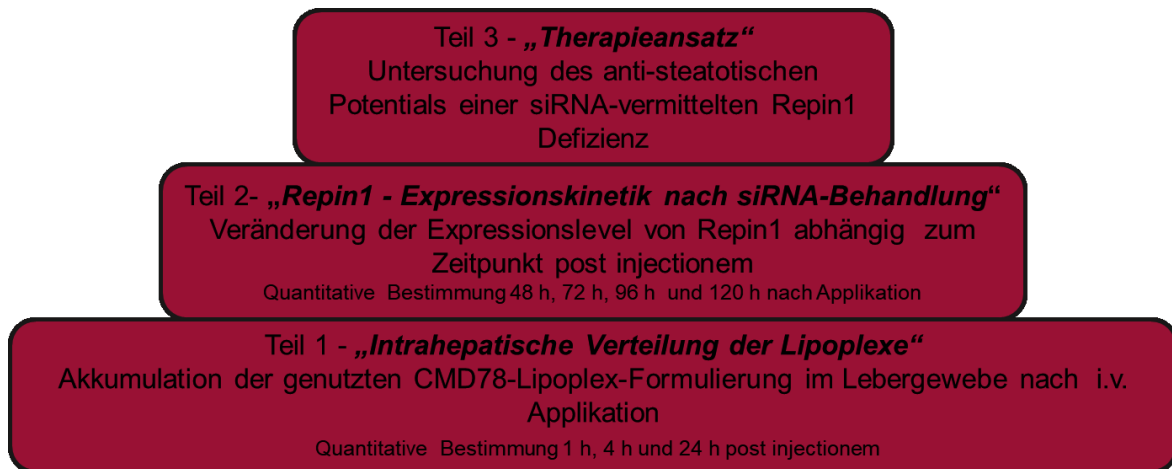 Teil 3 - „Therapieansatz“
Untersuchung des anti-steatotischen
Potentials einer siRNA-vermittelten Repin1
Defizienz
Teil 2- „Repin1 - Expressionskinetik nach siRNA-Behandlung“
Veränderung der Expressionslevel von Repin1 abhängig zum
Zeitpunkt post injectionem
Quantitative Bestimmung 48 h, 72 h, 96 h und 120 h nach Applikation
Teil 1 - „Intrahepatische Verteilung der Lipoplexe“
Akkumulation der genutzten CMD78-Lipoplex-Formulierung im Lebergewebe nach i.v.
Applikation
Quantitative Bestimmung 1 h, 4 h und 24 h post injectionem